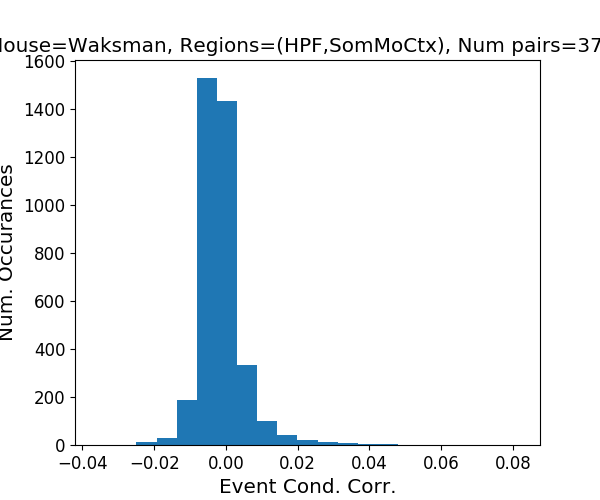 Mouse=Waksman, Regions=(HPF,SomMoCtx), Num pairs=37
1600
1400
1200
1000
800
600
400
200
0
Num. Occurances
−0.04 −0.02 0.00 0.02 0.04 0.06 0.08
Event Cond. Corr.